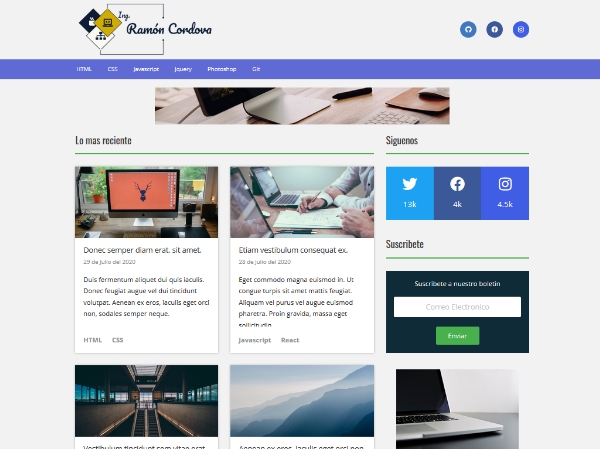 Ing.
Ramón Cordova
HTML CSS Javascript Jquery Photoshop Git
Lo mas reciente
Siguenos
13k 4k 4.5k
Donec semper diam erat, sit amet.
29 de julio del 2020
Duis fermentum aliquet dui quis iaculis.
Donec feugiat augue vel dui tincidunt
volutpat. Aenean ex eros, iaculis eget orci
non, sodales semper neque.
HTML CSS
Etiam vestibulum consequat ex.
28 de julio del 2020
Eget commodo magna euismod in. Ut
congue turpis sit amet mattis feugiat.
Aliquam vel purus vel augue euismod
pharetra. Proin gravida, massa eget
sollicitudin
Javascript React
Suscribete
Suscribete a nuestro boletin
Correo Electronico
Enviar
Vestibulum tincidunt sem vitae erat
Aenean ex eros, iaculis eget orci non